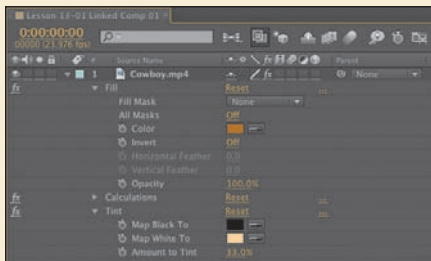 Lesson 13-01 Linked Comp 01
0:00:00:00
00000 (23.976 fps)
# Source Name Parent
1 Cowboy.mp4 None
fx Fill Reset ...
Fill Mask None
All Masks Off
Color
Invert Off
Horizontal Feather 0.0
Vertical Feather 0.0
Opacity 100.0%
fx Calculations Reset ...
fx Tint Reset ...
Map Black To
Map White To
Amount to Tint 33.0%